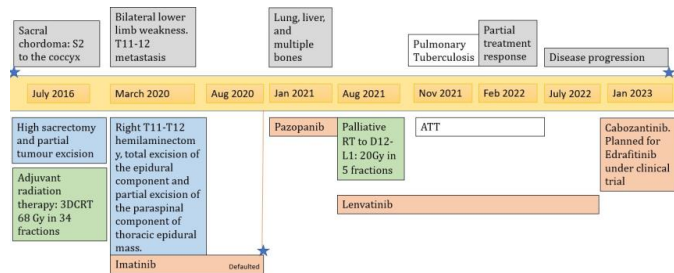 Sacral
chordoma: S2
to the coccyx
Bilateral lower
limb weakness.
T11-12
metastasis
Lung, liver,
and
multiple
bones
Pulmonary
Tuberculosis
Partial
treatment
response
Disease progression
July 2016
March 2020
Aug 2020
Jan 2021
Aug 2021
Nov 2021
Feb 2022
July 2022
Jan 2023
High sacrectomy
and partial
tumour excision
Adjuvant
radiation
therapy: 3DCRT
68 Gy in 34
fractions
Right T11-T12
hemilaminectom
y, total excision of
the epidural
component and
partial excision of
the paraspinal
component of
thoracic epidural
mass.
Imatinib
Defaulted
Pazopanib
Palliative
RT to D12-
L1: 20Gy in
5 fractions
ATT
Lenvatinib
Cabozantinib.
Planned for
Edrafitinib
under clinical
trial